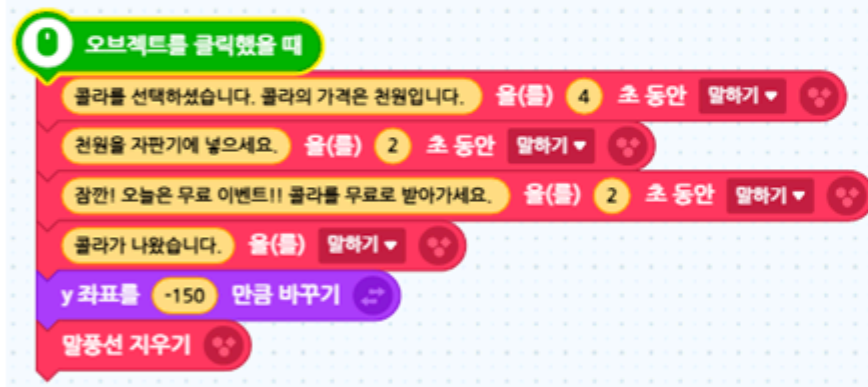 오브젝트를 클릭했을 때
콜라를 선택하셨습니다. 콜라의 가격은 천원입니다. 을(를) 4 초 동안 말하기
천원을 자판기에 넣으세요. 을(를) 2 초 동안 말하기
잠깐! 오늘은 무료 이벤트!! 콜라를 무료로 받아가세요. 을(를) 2 초 동안 말하기
콜라가 나왔습니다. 을(를) 말하기
y 좌표를 -150 만큼 바꾸기
말풍선 지우기